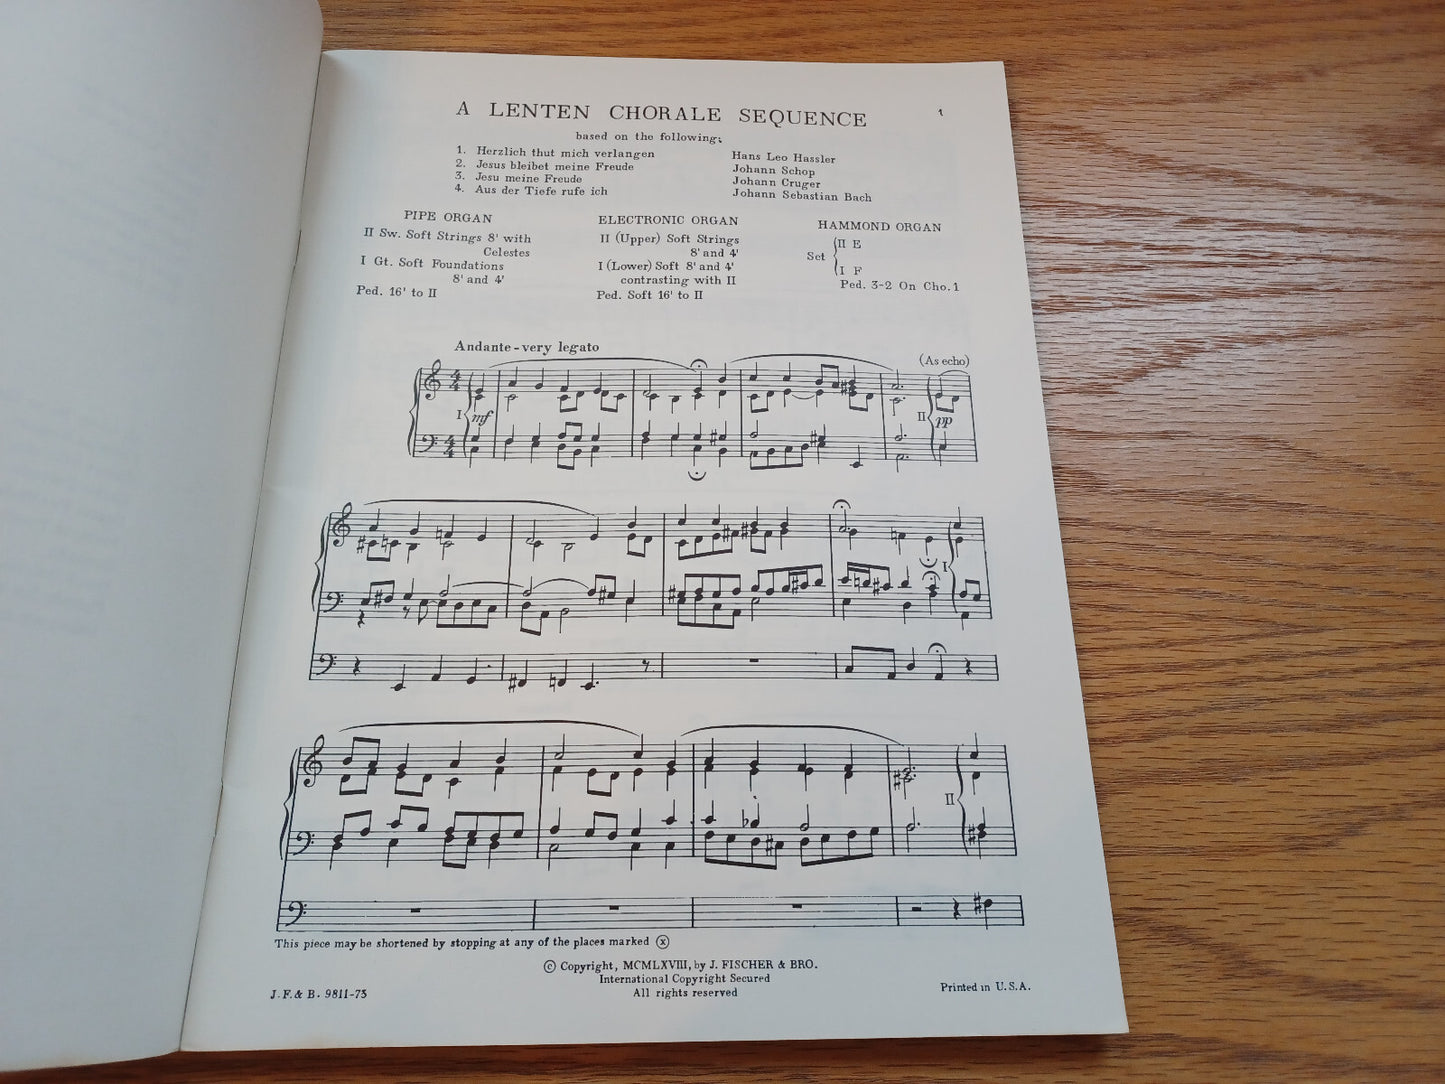 A LENTEN CHORALE SEQUENCE
1
based on the following:
1. Herzlich thut mich verlangen Hans Leo Hassler
2. Jesus bleibet meine Freude Johann Schop
3. Jesu meine Freude Johann Cruger
4. Aus der Tiefe rufe ich Johann Sebastian Bach
PIPE ORGAN
II Sw. Soft Strings 8' with
Celestes
I Gt. Soft Foundations
8' and 4'
Ped. 16' to II
ELECTRONIC ORGAN
II (Upper) Soft Strings
8' and 4'
I (Lower) Soft 8' and 4'
contrasting with II
Ped. Soft 16' to II
HAMMOND ORGAN
Set II E
I F
Ped. 3-2 On Cho. 1
Andante - very legato
(As echo)
I mf
II pp
I
II
This piece may be shortened by stopping at any of the places marked ⓧ
© Copyright, MCMLXVIII, by J. FISCHER & BRO.
International Copyright Secured
All rights reserved
J. F. & B. 9811-75
Printed in U.S.A.